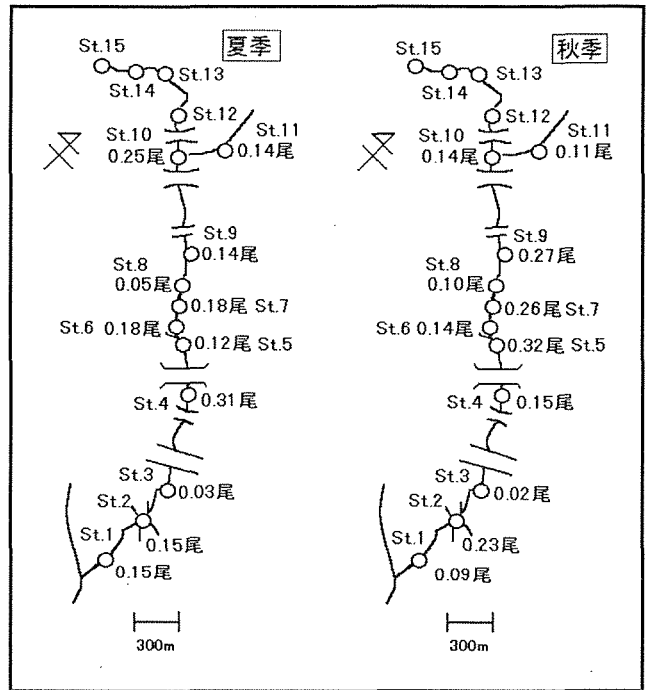 夏季
St.15
St.13
St.14
St.12
St.10
St.11
0.25尾
0.14尾
St.9
0.14尾
St.8
0.05尾
0.18尾 St.7
St.6 0.18尾
0.12尾 St.5
St.4
0.31尾
St.3
0.03尾
St.2
St.1
0.15尾
0.15尾
300m
秋季
St.15
St.13
St.14
St.12
St.10
St.11
0.14尾
0.11尾
St.9
0.27尾
St.8
0.10尾
0.26尾 St.7
St.6 0.14尾
0.32尾 St.5
St.4
0.15尾
St.3
0.02尾
St.2
St.1
0.23尾
0.09尾
300m